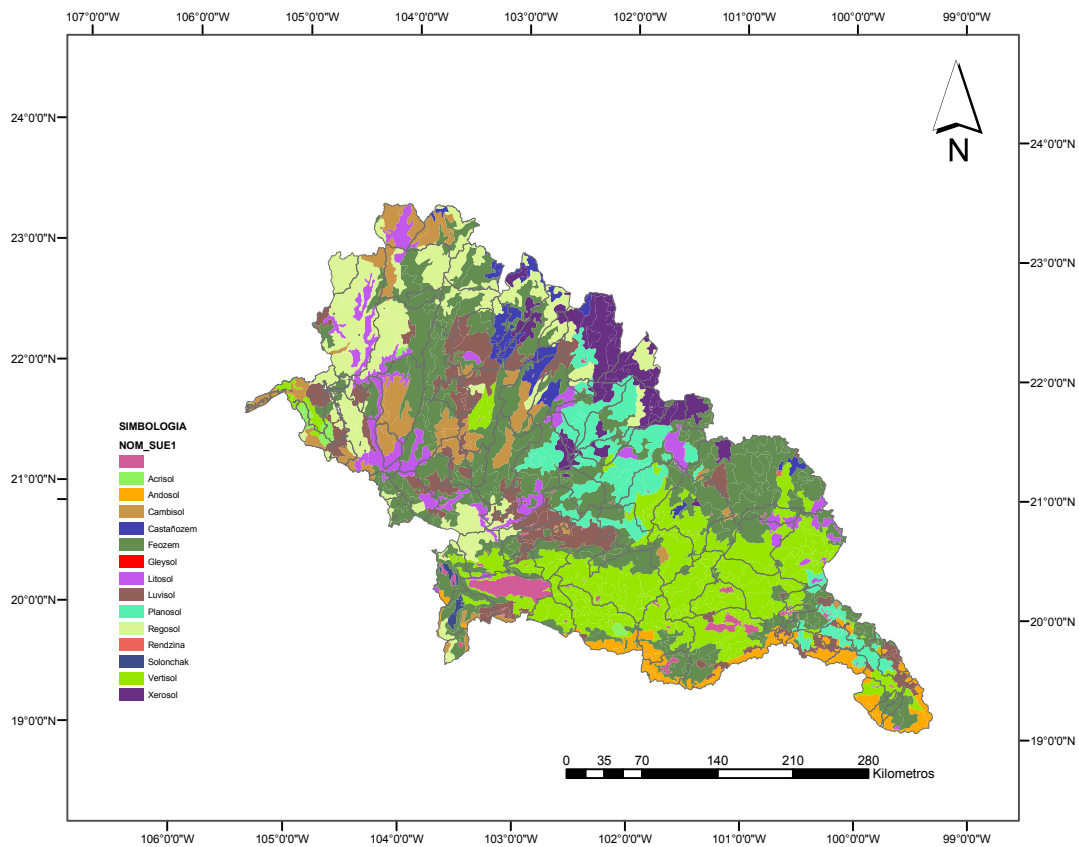 107°0'0"W 106°0'0"W 105°0'0"W 104°0'0"W 103°0'0"W 102°0'0"W 101°0'0"W 100°0'0"W 99°0'0"W
24°0'0"N
24°0'0"N
N
23°0'0"N
23°0'0"N
22°0'0"N
22°0'0"N
SIMBOLOGIA
NOM_SUE1
Acrisol
Andosol
Cambisol
Castañozem
Feozem
Gleysol
Litosol
Luvisol
Planosol
Regosol
Rendzina
Solonchak
Vertisol
Xerosol
21°0'0"N
21°0'0"N
20°0'0"N
20°0'0"N
19°0'0"N
19°0'0"N
0 35 70 140 210 280
Kilometros
106°0'0"W 105°0'0"W 104°0'0"W 103°0'0"W 102°0'0"W 101°0'0"W 100°0'0"W 99°0'0"W